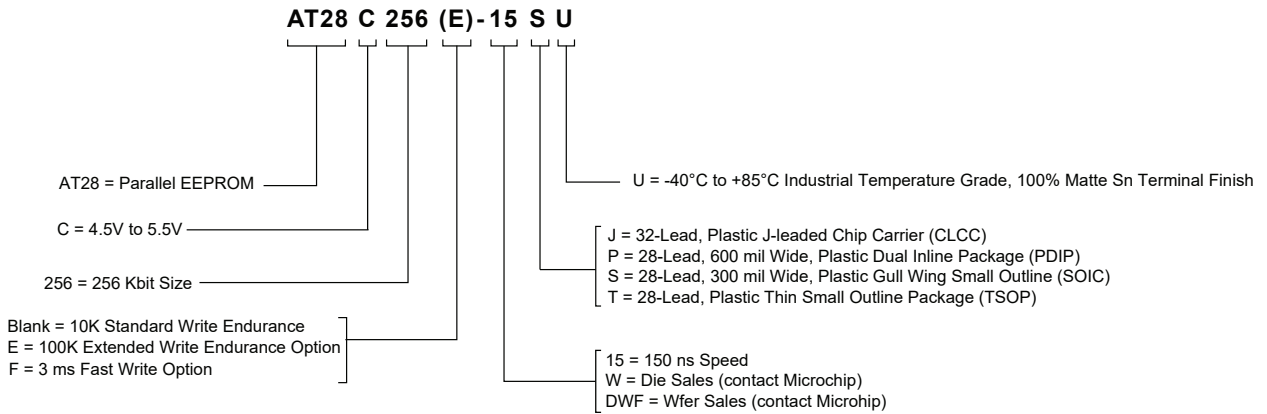 AT28 C 256 (E)-15 S U
AT28 = Parallel EEPROM
C = 4.5V to 5.5V
256 = 256 Kbit Size
Blank = 10K Standard Write Endurance
E = 100K Extended Write Endurance Option
F = 3 ms Fast Write Option
U = -40°C to +85°C Industrial Temperature Grade, 100% Matte Sn Terminal Finish
J = 32-Lead, Plastic J-leaded Chip Carrier (CLCC)
P = 28-Lead, 600 mil Wide, Plastic Dual Inline Package (PDIP)
S = 28-Lead, 300 mil Wide, Plastic Gull Wing Small Outline (SOIC)
T = 28-Lead, Plastic Thin Small Outline Package (TSOP)
15 = 150 ns Speed
W = Die Sales (contact Microchip)
DWF = Wfer Sales (contact Microhip)